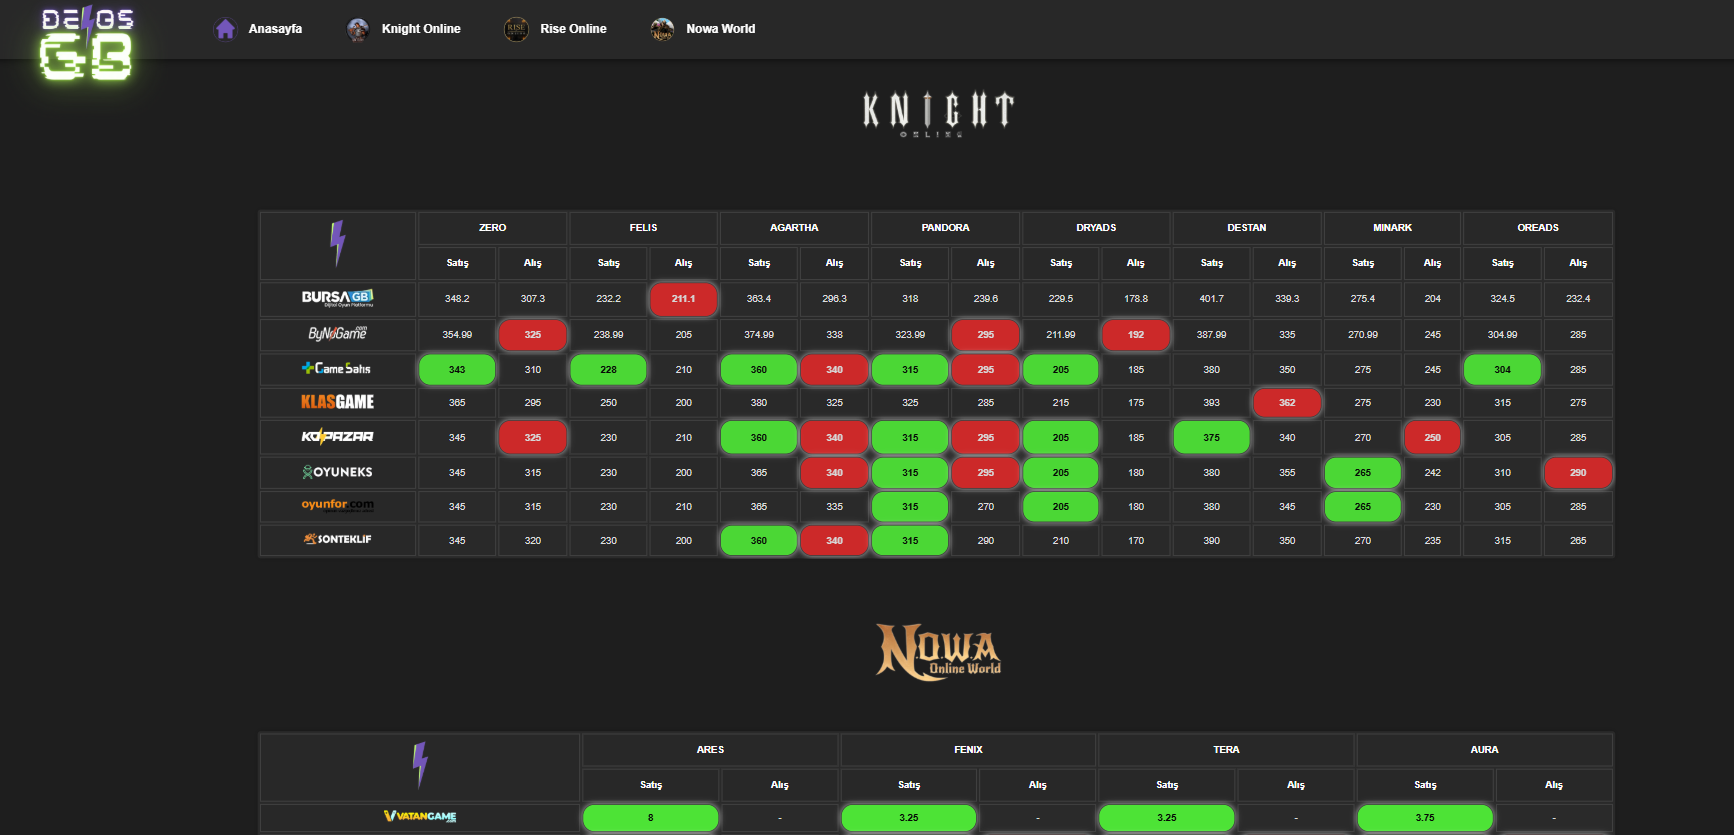 DELOS
GB
Anasayfa Knight Online Rise Online Nowa World
KNIGHT
ONLINE
ZERO FELIS AGARTHA PANDORA DRYADS DESTAN MINARK OREADS
Satış Alış Satış Alış Satış Alış Satış Alış Satış Alış Satış Alış Satış Alış Satış Alış
BURSA GB 348.2 307.3 232.2 211.1 363.4 296.3 318 239.6 229.5 178.8 401.7 339.3 275.4 204 324.5 232.4
Dijital Oyun Platformu
ByNoGame.com 354.99 325 238.99 205 374.99 338 323.99 295 211.99 192 387.99 335 270.99 245 304.99 285
Game Satış 343 310 228 210 360 340 315 295 205 185 380 350 275 245 304 285
KLASGAME 365 295 250 200 380 325 325 285 215 175 393 362 275 230 315 275
KOPAZAR 345 325 230 210 360 340 315 295 205 185 375 340 270 250 305 285
OYUNEKS 345 315 230 200 365 340 315 295 205 180 380 355 265 242 310 290
oyunfor.com 345 315 230 210 365 335 315 270 205 180 380 345 265 230 305 285
SONTEKLIF 345 320 230 200 360 340 315 290 210 170 390 350 270 235 315 265
NOWA
Online World
ARES FENIX TERA AURA
Satış Alış Satış Alış Satış Alış Satış Alış
VATANGAME 8 - 3.25 - 3.25 - 3.75 -